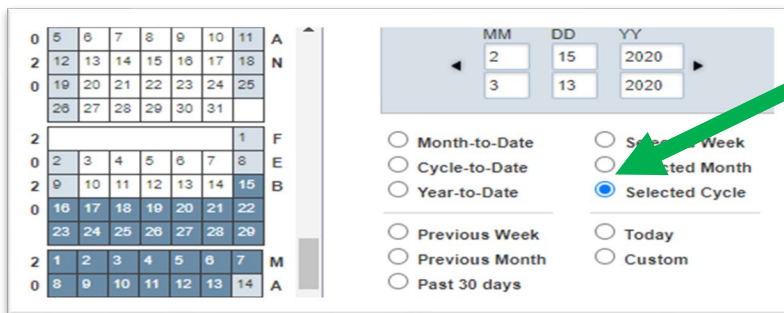 0 5 6 7 8 9 10 11 A
2 12 13 14 15 16 17 18 N
0 19 20 21 22 23 24 25
26 27 28 29 30 31
2 1 F
0 2 3 4 5 6 7 8 E
2 9 10 11 12 13 14 15 B
0 16 17 18 19 20 21 22
23 24 25 26 27 28 29
2 1 2 3 4 5 6 7 M
0 8 9 10 11 12 13 14 A
MM DD YY
2 15 2020
3 13 2020
Month-to-Date
Cycle-to-Date
Year-to-Date
Week
Month
Selected Cycle
Previous Week
Previous Month
Past 30 days
Today
Custom